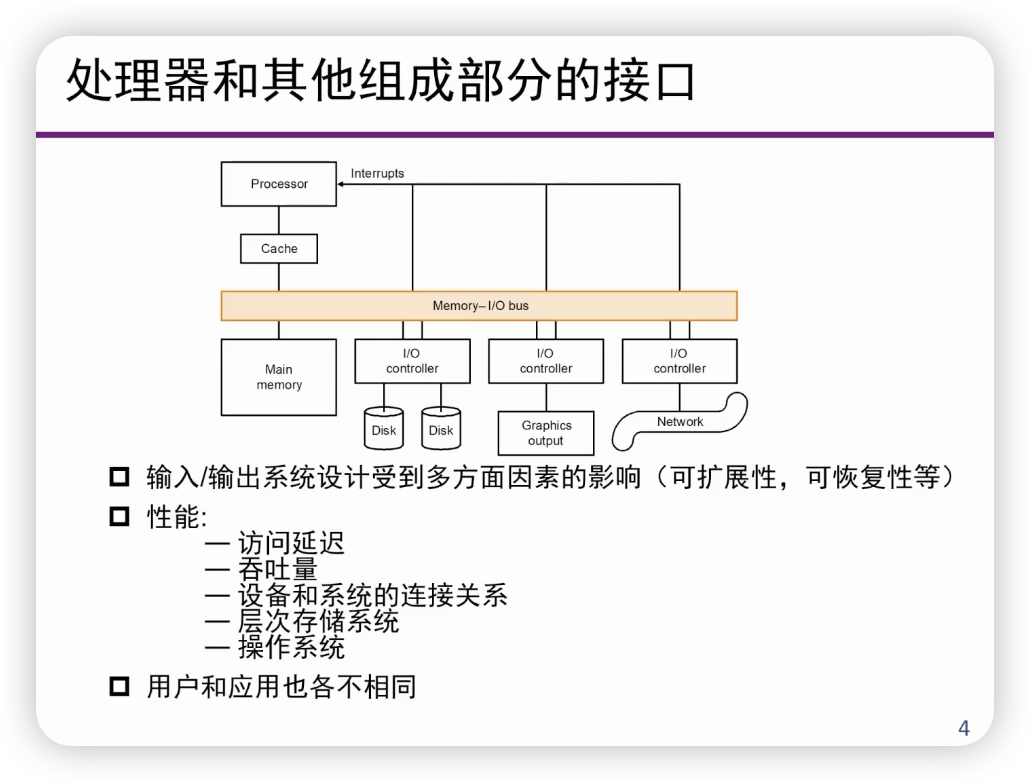 处理器和其他组成部分的接口
Interrupts
Processor
Cache
Memory–I/O bus
Main
memory
I/O
controller
I/O
controller
I/O
controller
Disk
Disk
Graphics
output
Network
输入/输出系统设计受到多方面因素的影响（可扩展性，可恢复性等）
性能:
— 访问延迟
— 吞吐量
— 设备和系统的连接关系
— 层次存储系统
— 操作系统
用户和应用也各不相同
4